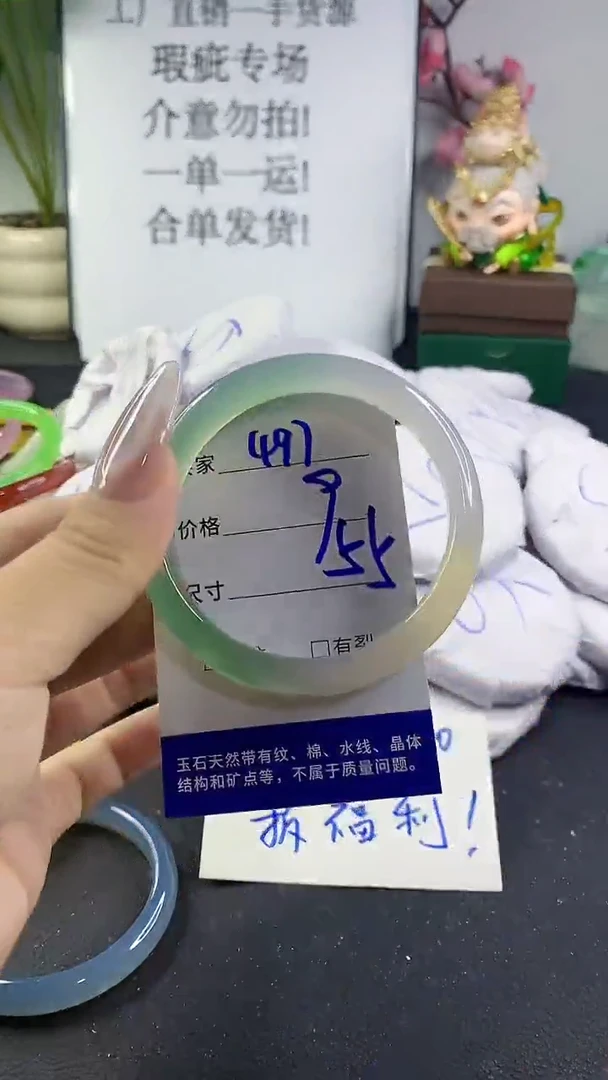 工厂直销一手货源
瑕疵专场
介意勿拍!
一单一运!
合单发货!
家 497
价格
尺寸 55
□有裂
玉石天然带有纹、棉、水线、晶体
结构和矿点等，不属于质量问题。
拆福利!